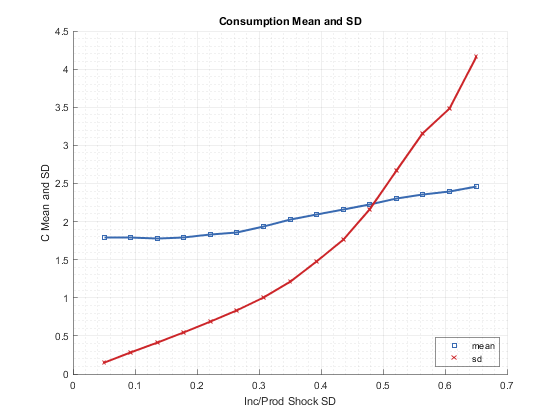 Consumption Mean and SD
4.5
4
3.5
3
2.5
2
1.5
1
0.5
0
C Mean and SD
0 0.1 0.2 0.3 0.4 0.5 0.6 0.7
Inc/Prod Shock SD
mean
sd